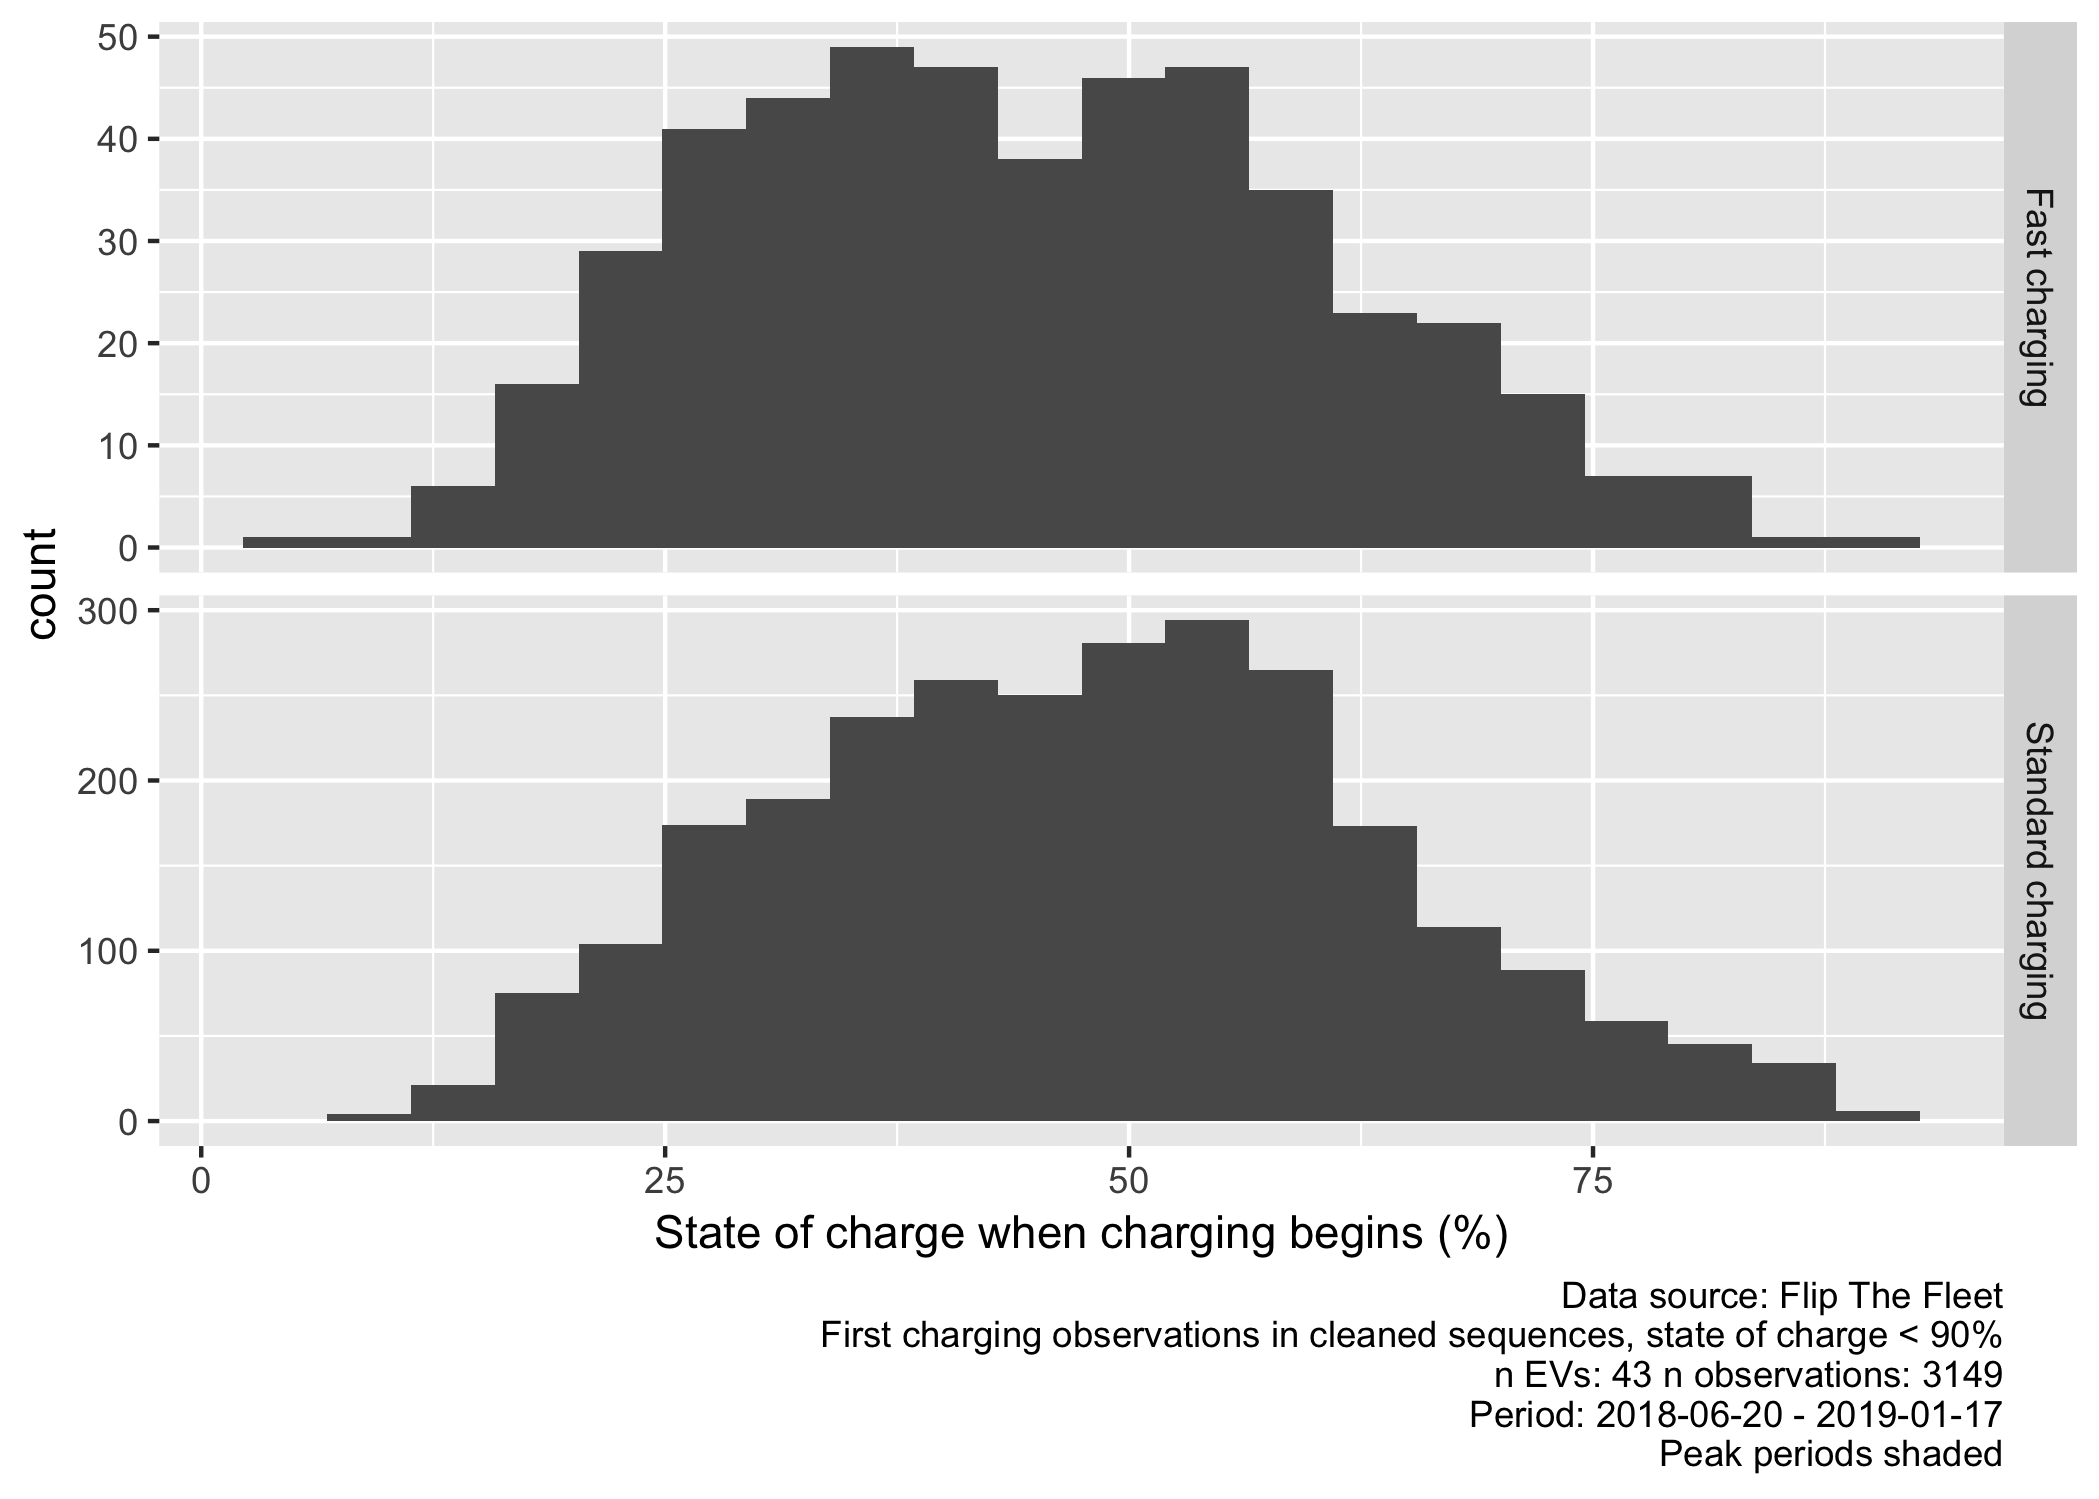 50
40
30
20
10
0
Fast charging
count
300
200
100
0
Standard charging
0 25 50 75
State of charge when charging begins (%)
Data source: Flip The Fleet
First charging observations in cleaned sequences, state of charge < 90%
n EVs: 43 n observations: 3149
Period: 2018-06-20 - 2019-01-17
Peak periods shaded